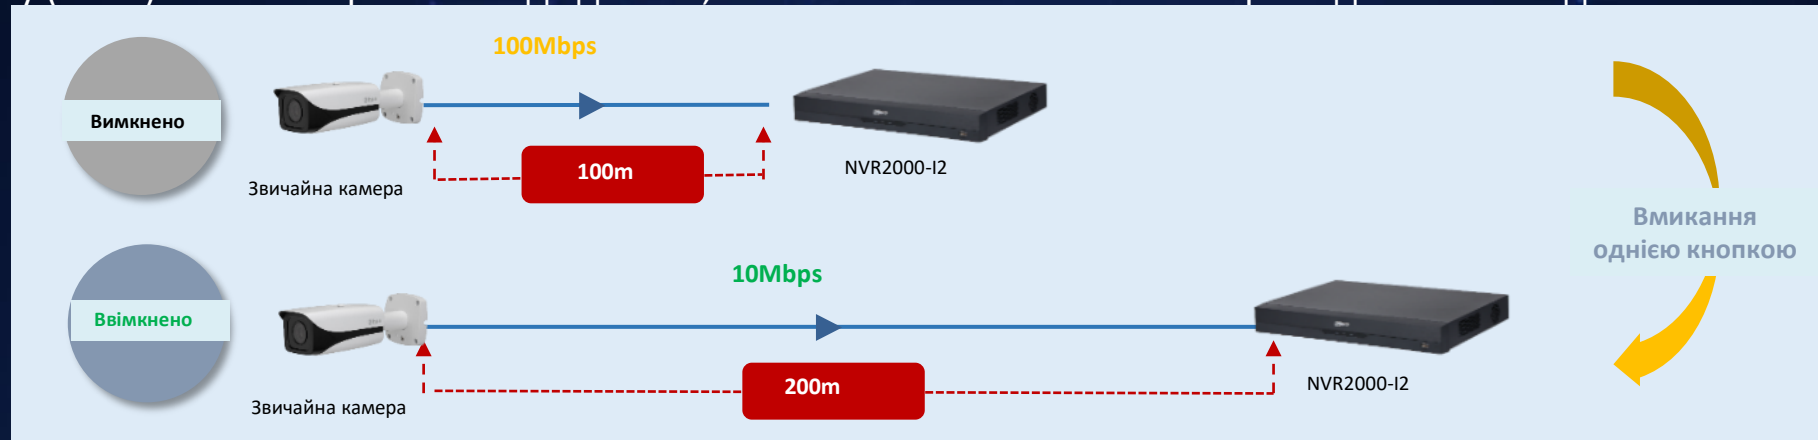 100Mbps
Вимкнено
100m
NVR2000-I2
Звичайна камера
Вмикання
однією кнопкою
10Mbps
Ввімкнено
200m
NVR2000-I2
Звичайна камера